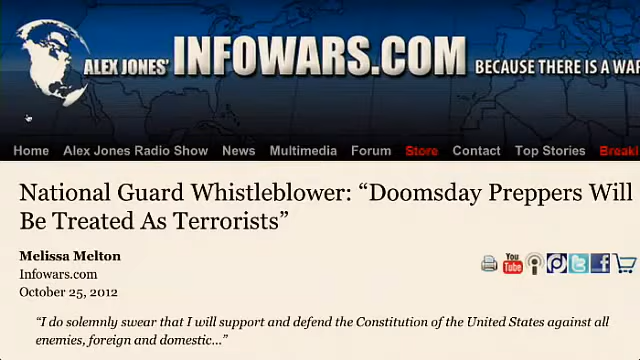 ALEX JONES' INFOWARS.COM BECAUSE THERE IS A WAR
Home Alex Jones Radio Show News Multimedia Forum Store Contact Top Stories Breaki
National Guard Whistleblower: “Doomsday Preppers Will
Be Treated As Terrorists”
Melissa Melton
Infowars.com
You
Tube
October 25, 2012
“I do solemnly swear that I will support and defend the Constitution of the United States against all
enemies, foreign and domestic...”